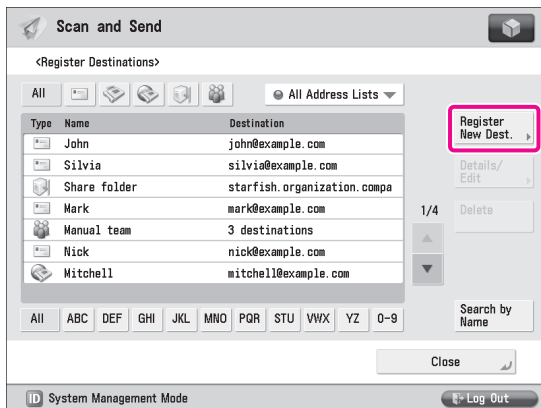 Scan and Send
<Register Destinations>
All
All Address Lists
Type Name Destination
John john@example.com
Silvia silvia@example.com
Share folder starfish.organization.compa
Mark mark@example.com
Manual team 3 destinations
Nick nick@example.com
Mitchell mitchell@example.com
Register
New Dest.
Details/
Edit
1/4
Delete
All ABC DEF GHI JKL MNO PQR STU VWX YZ 0-9
Search by
Name
Close
ID System Management Mode
Log Out